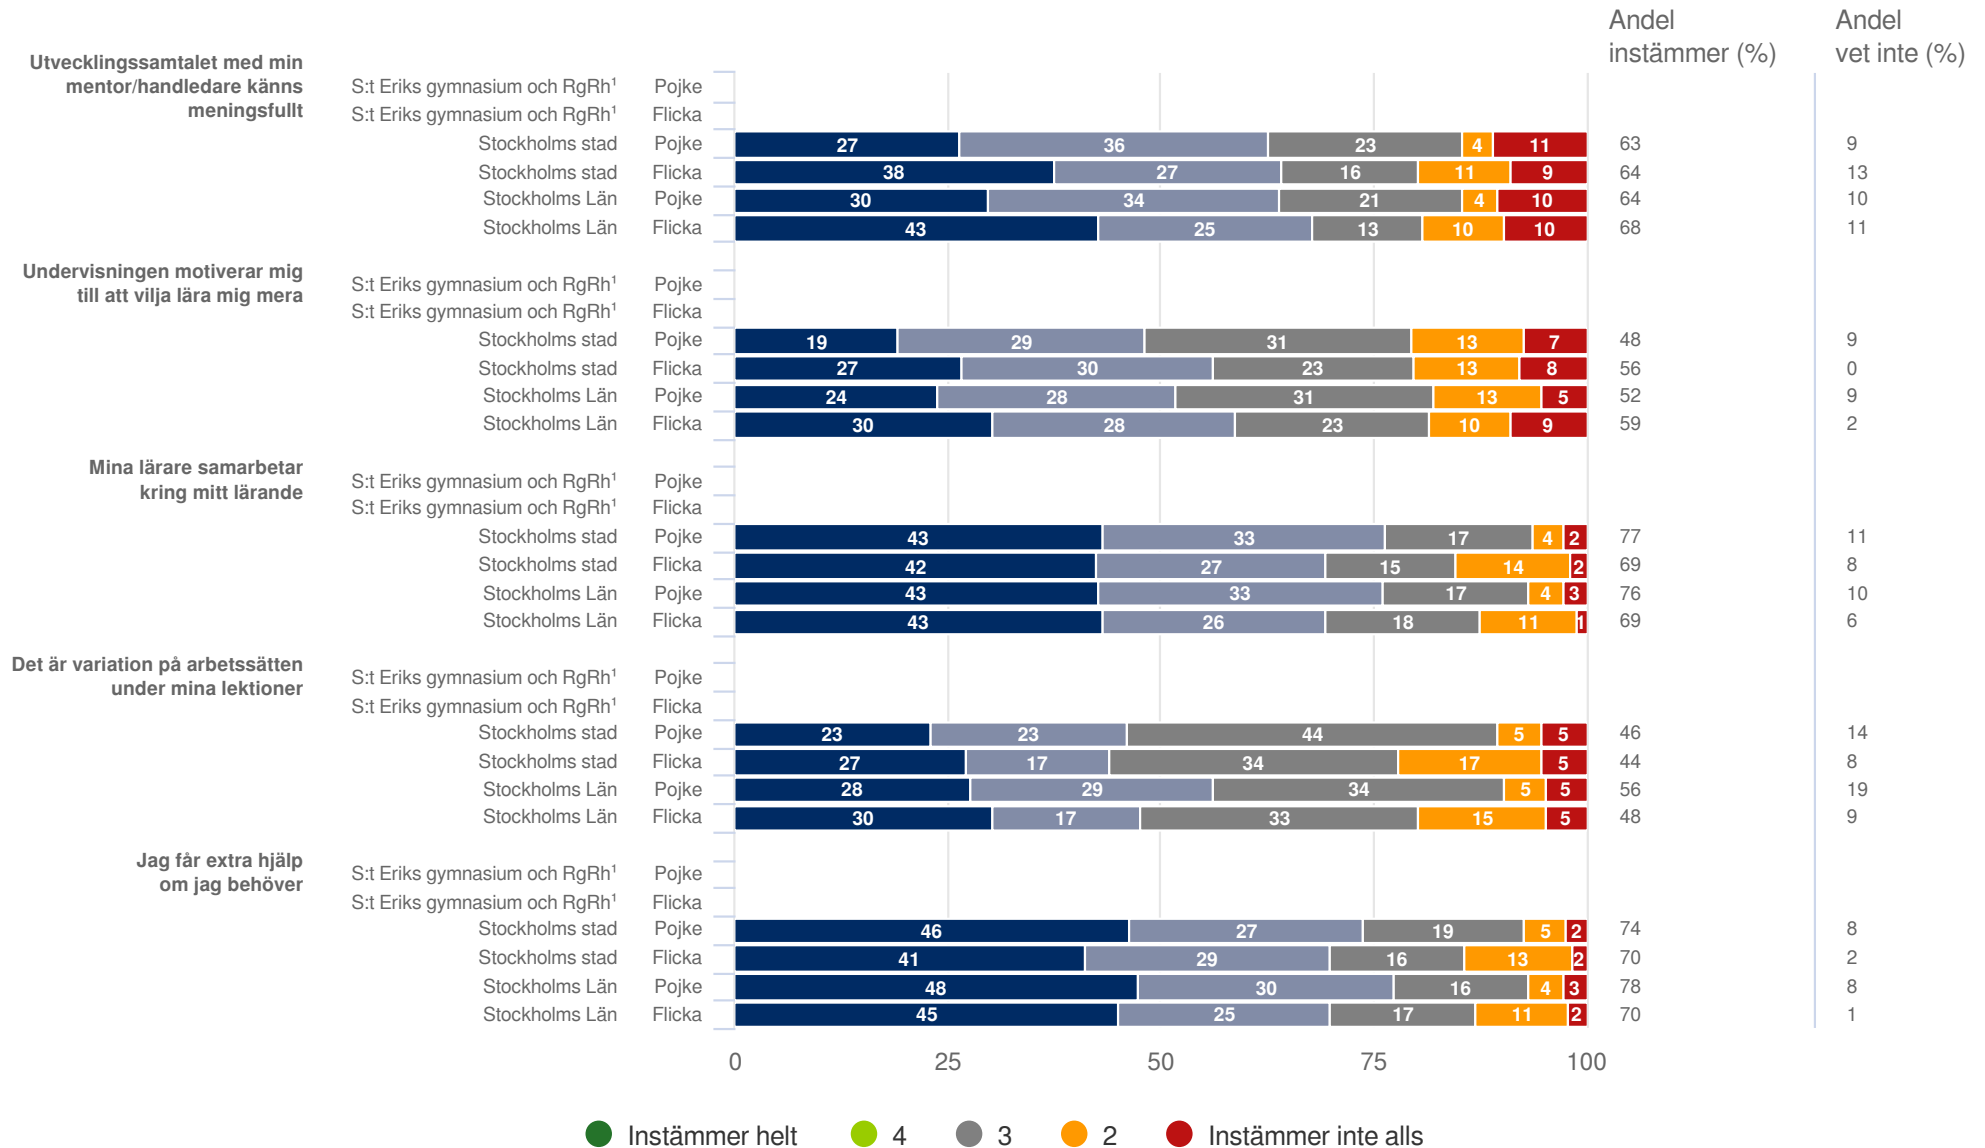 Andel
instämmer (%)
Andel
vet inte (%)
Utvecklingssamtalet med min
mentor/handledare känns
meningsfullt
S:t Eriks gymnasium och RgRh¹ Pojke
S:t Eriks gymnasium och RgRh¹ Flicka
Stockholms stad Pojke 27 36 23 4 11 63 9
Stockholms stad Flicka 38 27 16 11 9 64 13
Stockholms Län Pojke 30 34 21 4 10 64 10
Stockholms Län Flicka 43 25 13 10 10 68 11
Undervisningen motiverar mig
till att vilja lära mig mera
S:t Eriks gymnasium och RgRh¹ Pojke
S:t Eriks gymnasium och RgRh¹ Flicka
Stockholms stad Pojke 19 29 31 13 7 48 9
Stockholms stad Flicka 27 30 23 13 8 56 0
Stockholms Län Pojke 24 28 31 13 5 52 9
Stockholms Län Flicka 30 28 23 10 9 59 2
Mina lärare samarbetar
kring mitt lärande
S:t Eriks gymnasium och RgRh¹ Pojke
S:t Eriks gymnasium och RgRh¹ Flicka
Stockholms stad Pojke 43 33 17 4 2 77 11
Stockholms stad Flicka 42 27 15 14 2 69 8
Stockholms Län Pojke 43 33 17 4 3 76 10
Stockholms Län Flicka 43 26 18 11 1 69 6
Det är variation på arbetssätten
under mina lektioner
S:t Eriks gymnasium och RgRh¹ Pojke
S:t Eriks gymnasium och RgRh¹ Flicka
Stockholms stad Pojke 23 23 44 5 5 46 14
Stockholms stad Flicka 27 17 34 17 5 44 8
Stockholms Län Pojke 28 29 34 5 5 56 19
Stockholms Län Flicka 30 17 33 15 5 48 9
Jag får extra hjälp
om jag behöver
S:t Eriks gymnasium och RgRh¹ Pojke
S:t Eriks gymnasium och RgRh¹ Flicka
Stockholms stad Pojke 46 27 19 5 2 74 8
Stockholms stad Flicka 41 29 16 13 2 70 2
Stockholms Län Pojke 48 30 16 4 3 78 8
Stockholms Län Flicka 45 25 17 11 2 70 1
0 25 50 75 100
Instämmer helt 4 3 2 Instämmer inte alls